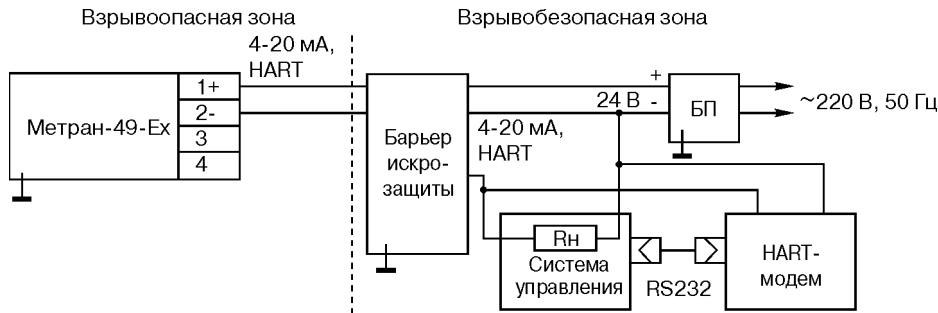 Взрывоопасная зона
Взрывобезопасная зона
4-20 мА,
HART
1+
2-
3
4
Метран-49-Ех
Барьер
искро-
защиты
+
24 В -
БП
~220 В, 50 Гц
4-20 мА,
HART
Rн
Система
управления
RS232
HART-
модем